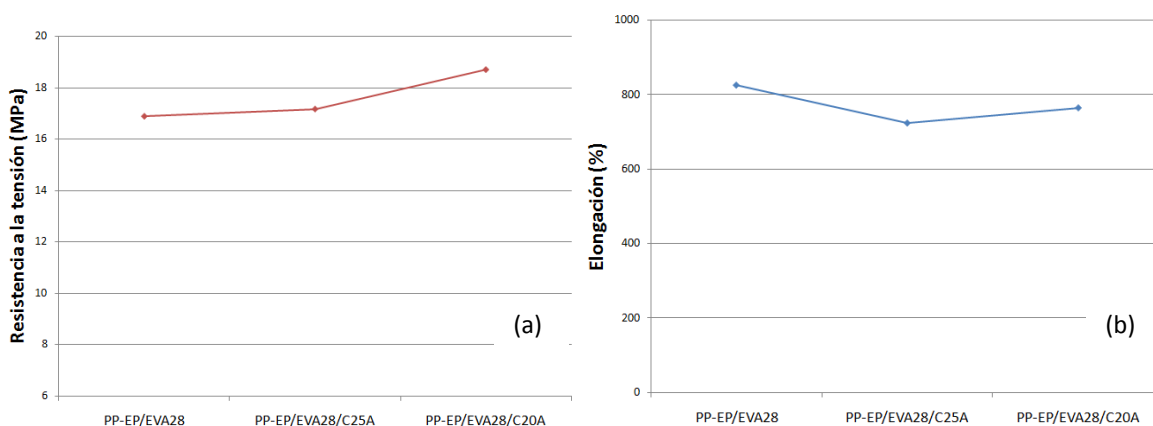 Resistencia a la tensión (MPa)
20
18
16
14
12
10
8
6
PP-EP/EVA28
PP-EP/EVA28/C25A
PP-EP/EVA28/C20A
(a)
Elongación (%)
1000
800
600
400
200
0
PP-EP/EVA28
PP-EP/EVA28/C25A
PP-EP/EVA28/C20A
(b)